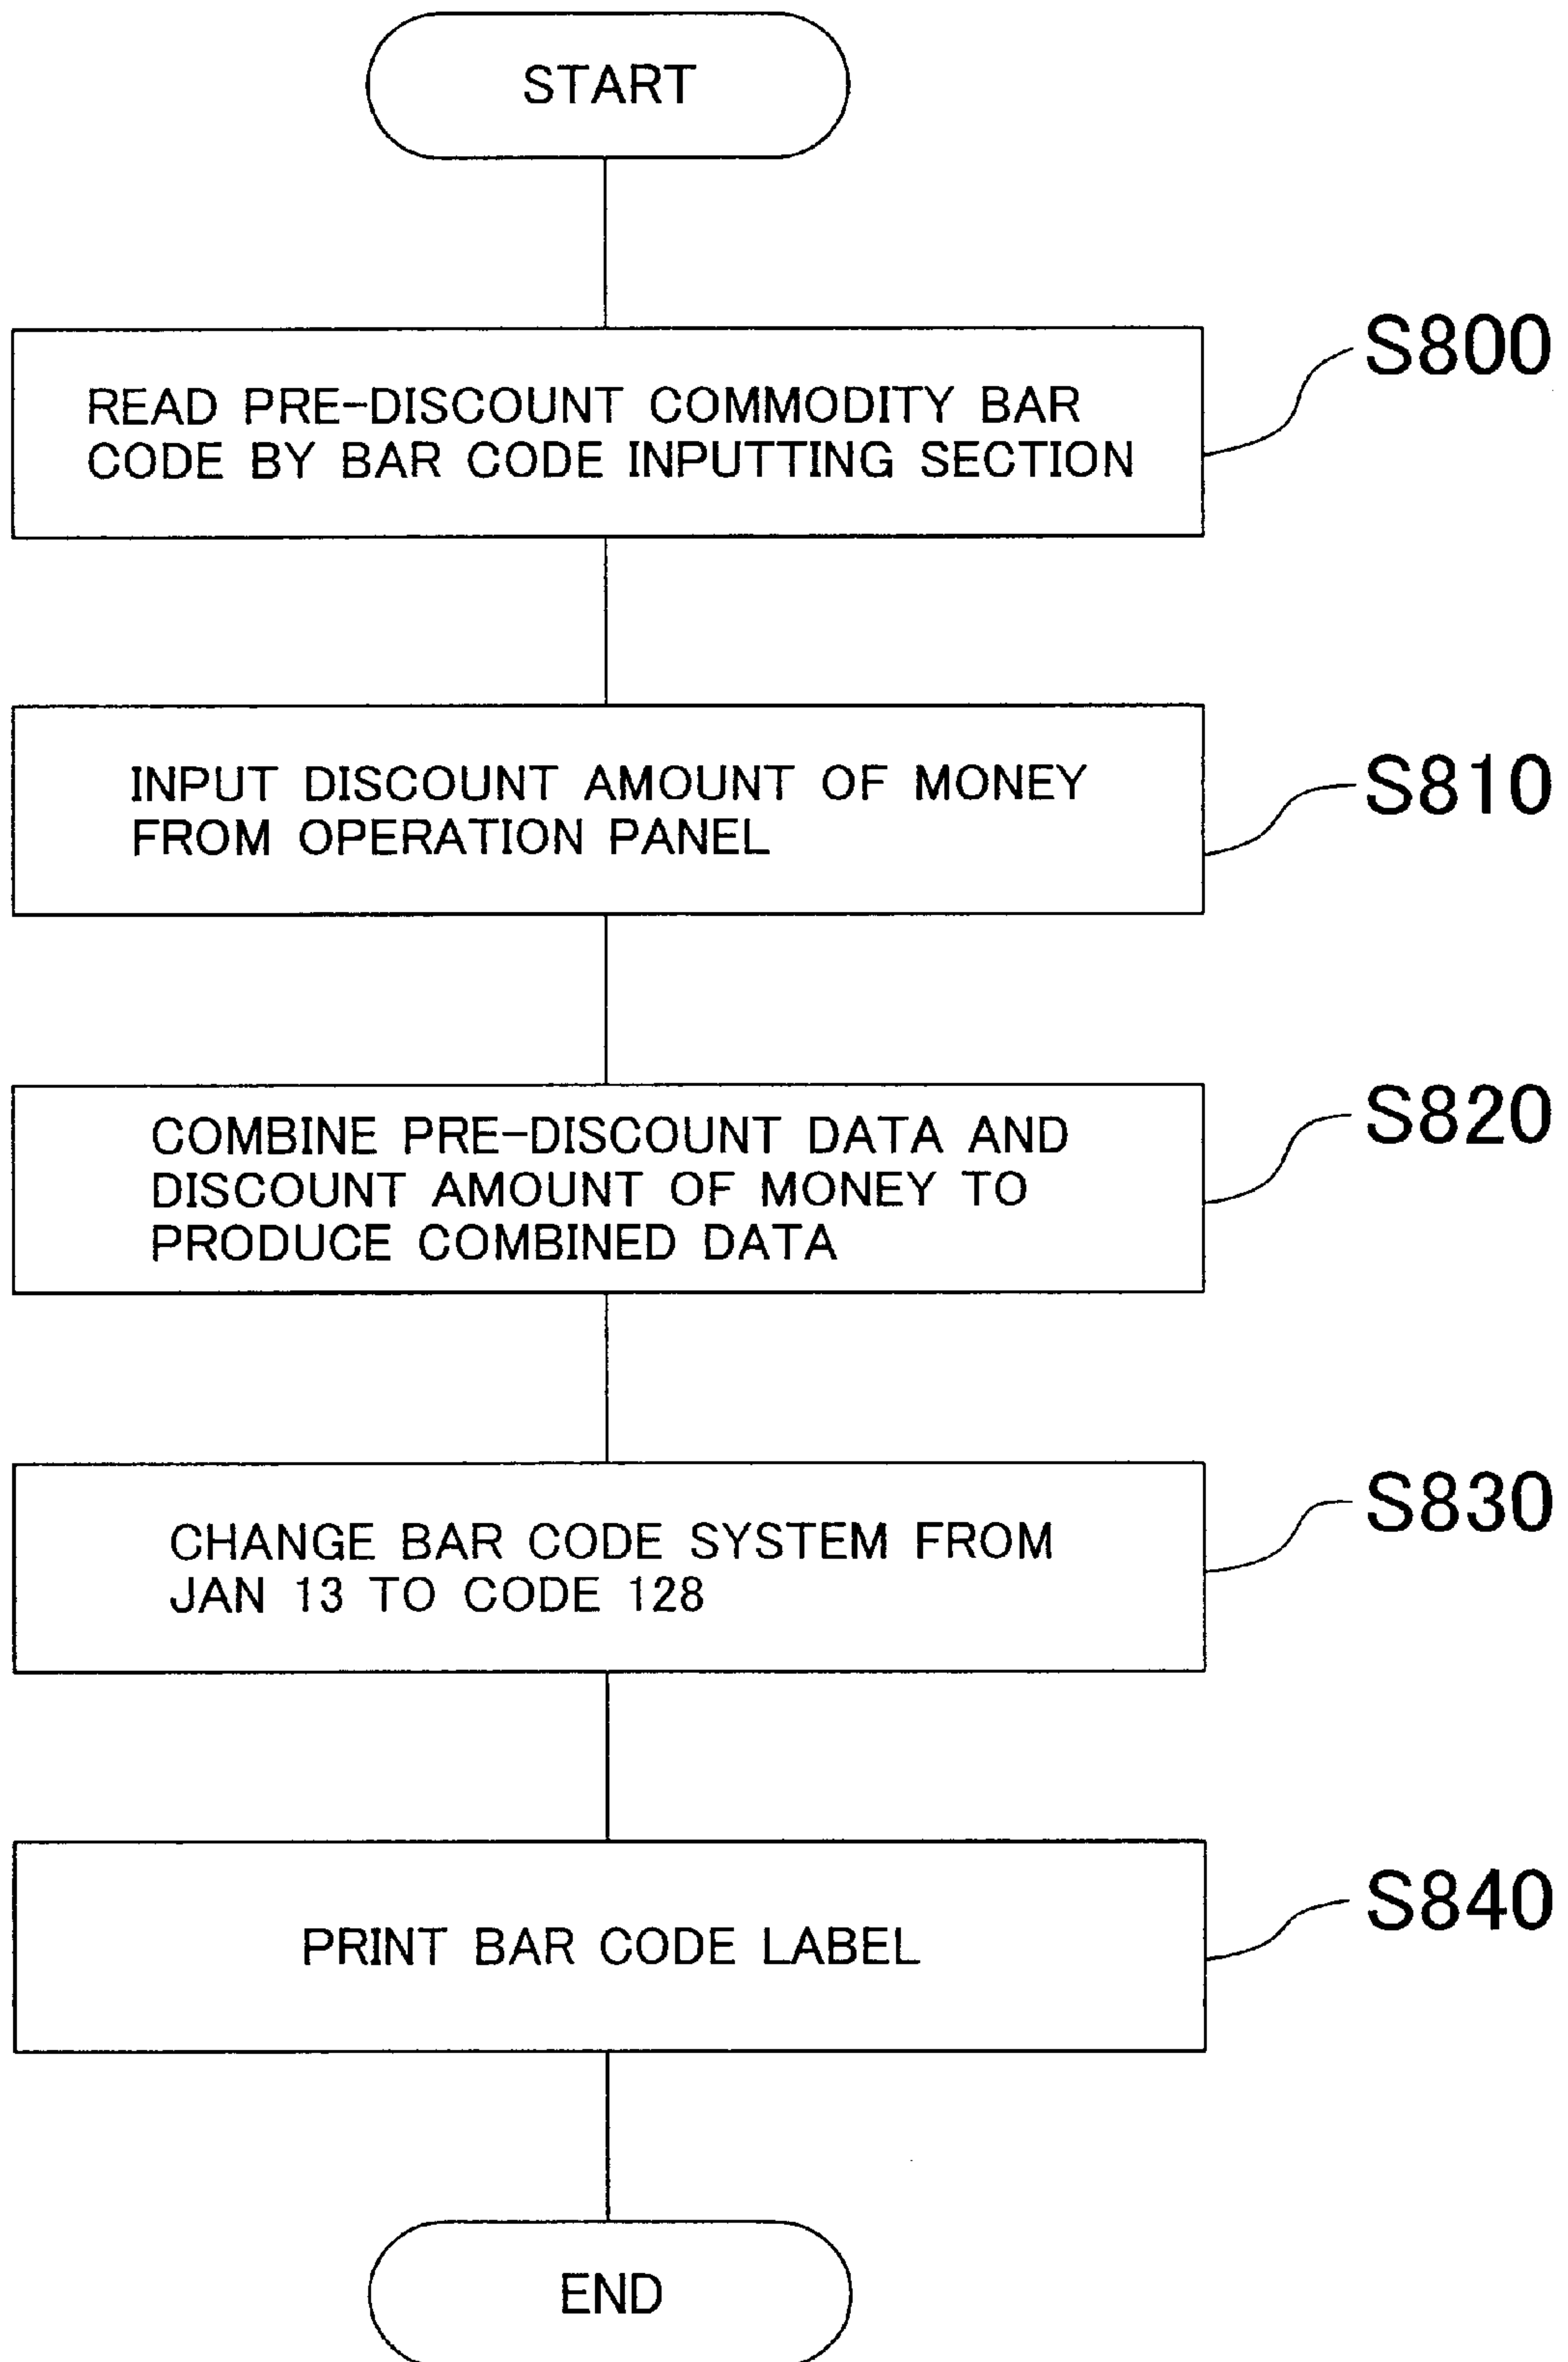 START
S800
READ PRE-DISCOUNT COMMODITY BAR
CODE BY BAR CODE INPUTTING SECTION
S810
INPUT DISCOUNT AMOUNT OF MONEY
FROM OPERATION PANEL
S820
COMBINE PRE-DISCOUNT DATA AND
DISCOUNT AMOUNT OF MONEY TO
PRODUCE COMBINED DATA
S830
CHANGE BAR CODE SYSTEM FROM
JAN 13 TO CODE 128
S840
PRINT BAR CODE LABEL
END